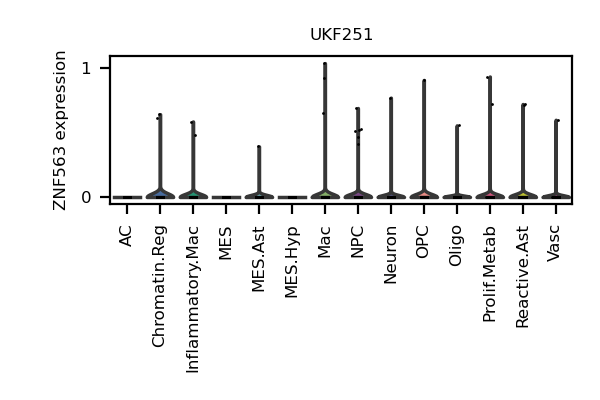 UKF251
ZNF563 expression
1
0
AC
Chromatin.Reg
Inflammatory.Mac
MES
MES.Ast
MES.Hyp
Mac
NPC
Neuron
OPC
Oligo
Prolif.Metab
Reactive.Ast
Vasc